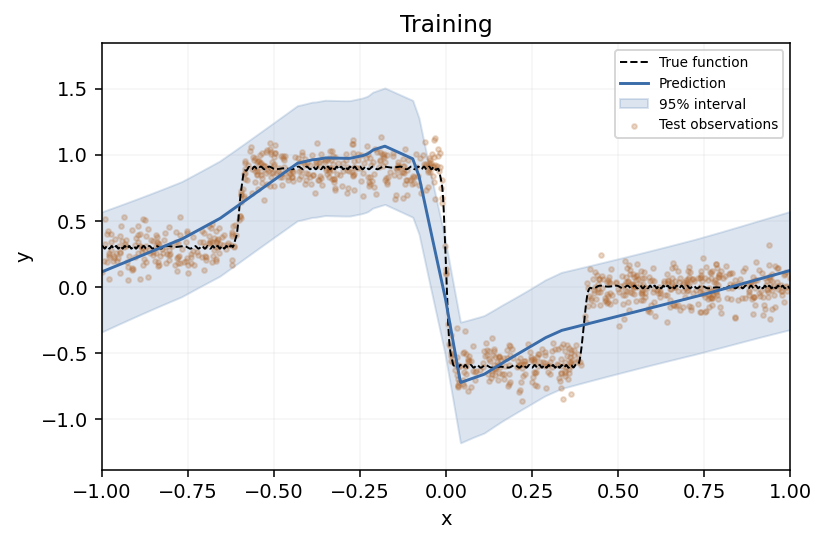 Training
True function
Prediction
95% interval
Test observations
y
1.5
1.0
0.5
0.0
−0.5
−1.0
−1.00 −0.75 −0.50 −0.25 0.00 0.25 0.50 0.75 1.00
x